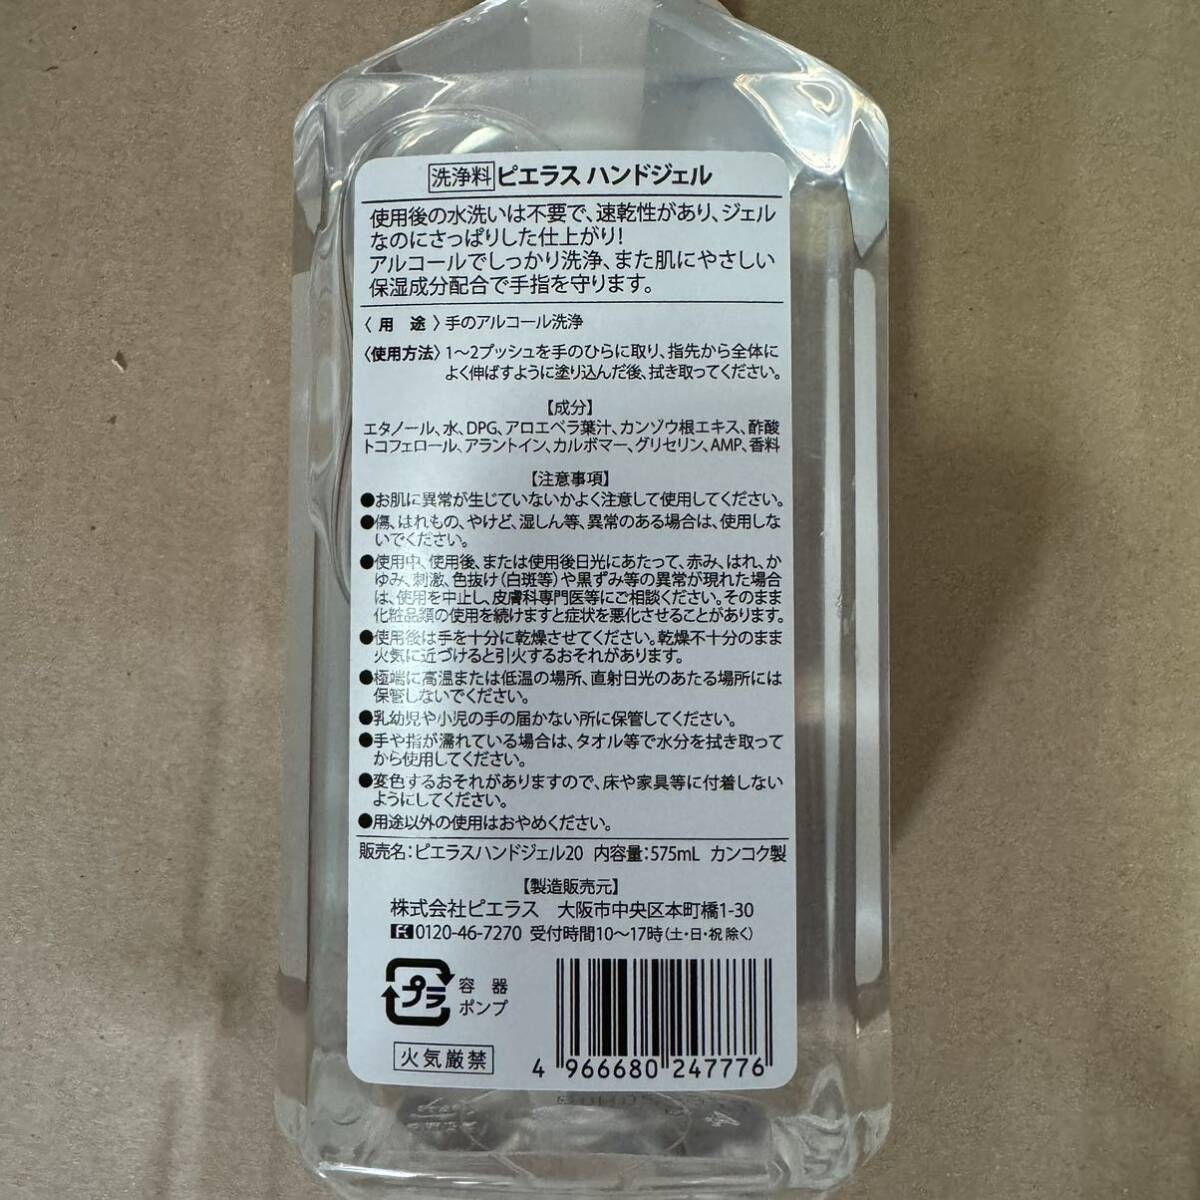 洗浄料 ピエラス ハンドジェル
使用後の水洗いは不要で、速乾性があり、ジェル
なのにさっぱりした仕上がり!
アルコールでしっかり洗浄、また肌にやさしい
保湿成分配合で手指を守ります。
〈用 途〉手のアルコール洗浄
〈使用方法〉1〜2プッシュを手のひらに取り、指先から全体に
よく伸ばすように塗り込んだ後、拭き取ってください。
【成分】
エタノール、水、DPG、アロエベラ葉汁、カンゾウ根エキス、酢酸
トコフェロール、アラントイン、カルボマー、グリセリン、AMP、香料
【注意事項】
●お肌に異常が生じていないかよく注意して使用してください。
●傷、はれもの、やけど、湿しん等、異常のある場合は、使用しな
いでください。
●使用中、使用後、または使用後日光にあたって、赤み、はれ、か
ゆみ、刺激、色抜け(白斑等)や黒ずみ等の異常が現れた場合
は、使用を中止し、皮膚科専門医等にご相談ください。そのまま
化粧品類の使用を続けますと症状を悪化させることがあります。
●使用後は手を十分に乾燥させてください。乾燥不十分のまま
火気に近づけると引火するおそれがあります。
●極端に高温または低温の場所、直射日光のあたる場所には
保管しないでください。
●乳幼児や小児の手の届かない所に保管してください。
●手や指が濡れている場合は、タオル等で水分を拭き取って
から使用してください。
●変色するおそれがありますので、床や家具等に付着しない
ようにしてください。
●用途以外の使用はおやめください。
販売名:ピエラスハンドジェル20 内容量:575mL カンコク製
【製造販売元】
株式会社ピエラス 大阪市中央区本町橋1-30
0120-46-7270 受付時間10〜17時(土・日・祝 除く)
プラ 容器
ポンプ
火気厳禁
4 966680 247776